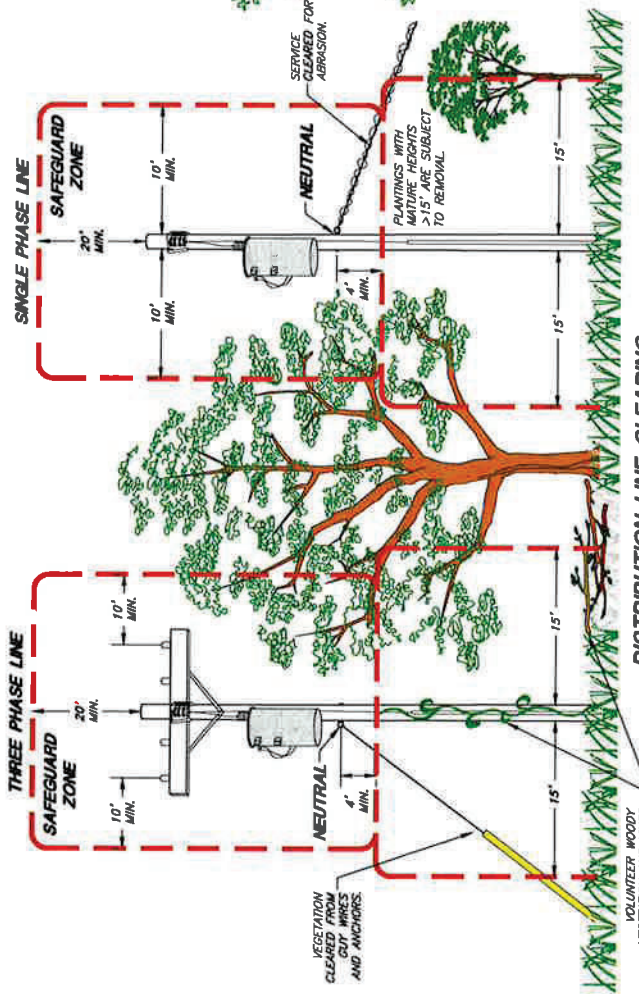 THREE PHASE LINE
SAFEGUARD
ZONE
20'
MIN.
10'
MIN.
10'
MIN.
NEUTRAL
4'
MIN.
VEGETATION
CLEARED FROM
GUY WIRES
AND ANCHORS.
15'
15'
VOLUNTEER WOODY
SINGLE PHASE LINE
SAFEGUARD
ZONE
20'
MIN.
10'
MIN.
10'
MIN.
NEUTRAL
4'
MIN.
SERVICE
CLEARED FOR
ABRASION.
PLANTINGS WITH
MATURE HEIGHTS
>15' ARE SUBJECT
TO REMOVAL.
15'
15'
DISTRIBUTION LINE CLEARING